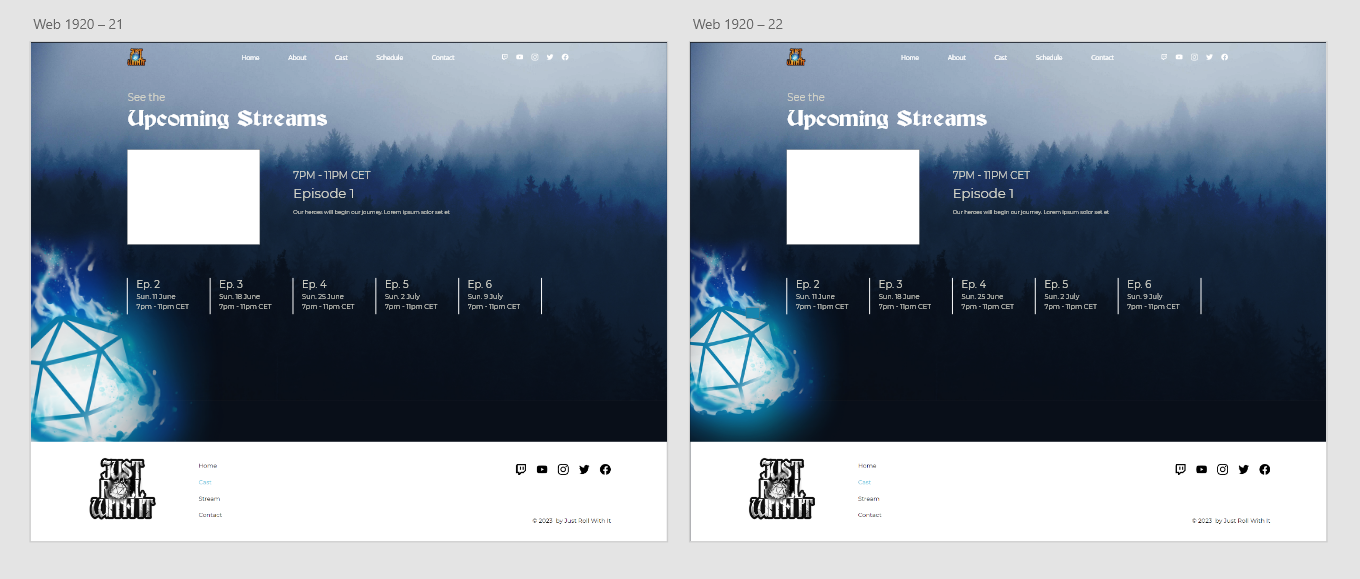 Web 1920 – 21
JUST ROLL WITH IT
Home About Cast Schedule Contact
See the
Upcoming Streams
7PM - 11PM CET
Episode 1
Our heroes will begin our journey. Lorem ipsum solor set et
Ep. 2 Ep. 3 Ep. 4 Ep. 5 Ep. 6
Sun. 11 June Sun. 18 June Sun. 25 June Sun. 2 July Sun. 9 July
7pm - 11pm CET 7pm - 11pm CET 7pm - 11pm CET 7pm - 11pm CET 7pm - 11pm CET
JUST
ROLL
WITH IT
Home
Cast
Stream
Contact
© 2023 by Just Roll With It
Web 1920 – 22
JUST ROLL WITH IT
Home About Cast Schedule Contact
See the
Upcoming Streams
7PM - 11PM CET
Episode 1
Our heroes will begin our journey. Lorem ipsum solor set et
Ep. 2 Ep. 3 Ep. 4 Ep. 5 Ep. 6
Sun. 11 June Sun. 18 June Sun. 25 June Sun. 2 July Sun. 9 July
7pm - 11pm CET 7pm - 11pm CET 7pm - 11pm CET 7pm - 11pm CET 7pm - 11pm CET
JUST
ROLL
WITH IT
Home
Cast
Stream
Contact
© 2023 by Just Roll With It